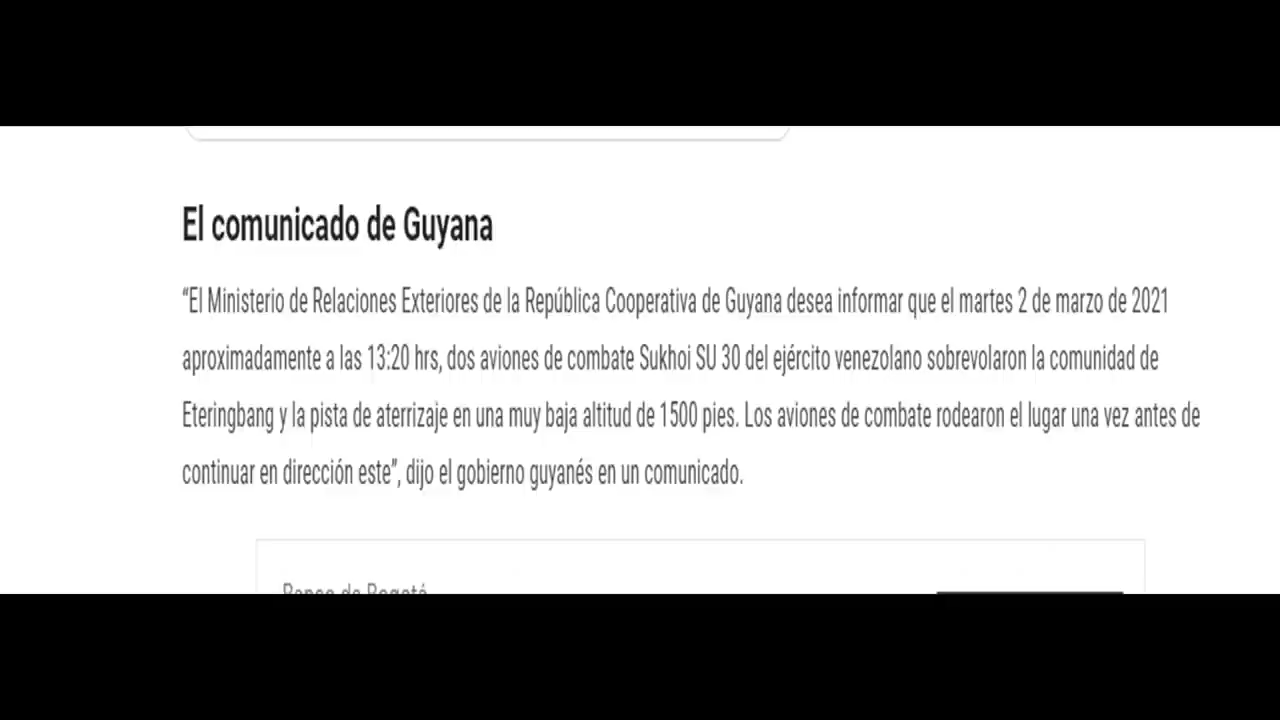 El comunicado de Guyana
“El Ministerio de Relaciones Exteriores de la República Cooperativa de Guyana desea informar que el martes 2 de marzo de 2021
aproximadamente a las 13:20 hrs, dos aviones de combate Sukhoi SU 30 del ejército venezolano sobrevolaron la comunidad de
Eteringbang y la pista de aterrizaje en una muy baja altitud de 1500 pies. Los aviones de combate rodearon el lugar una vez antes de
continuar en dirección este”, dijo el gobierno guyanés en un comunicado.
Banco de Bogotá